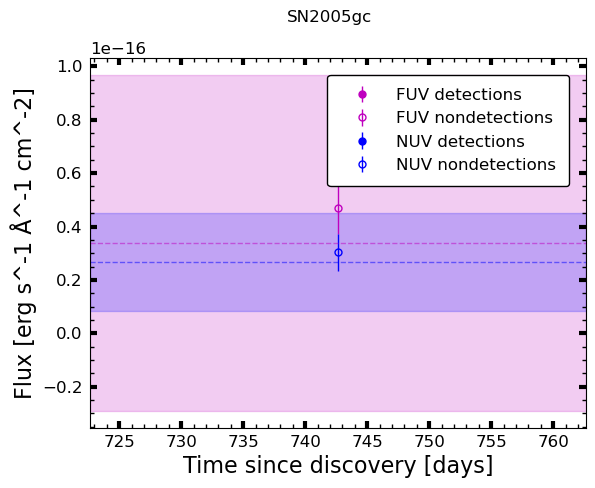 SN2005gc
1e−16
1.0
0.8
0.6
0.4
0.2
0.0
−0.2
Flux [erg s^-1 Å^-1 cm^-2]
FUV detections
FUV nondetections
NUV detections
NUV nondetections
725 730 735 740 745 750 755 760
Time since discovery [days]